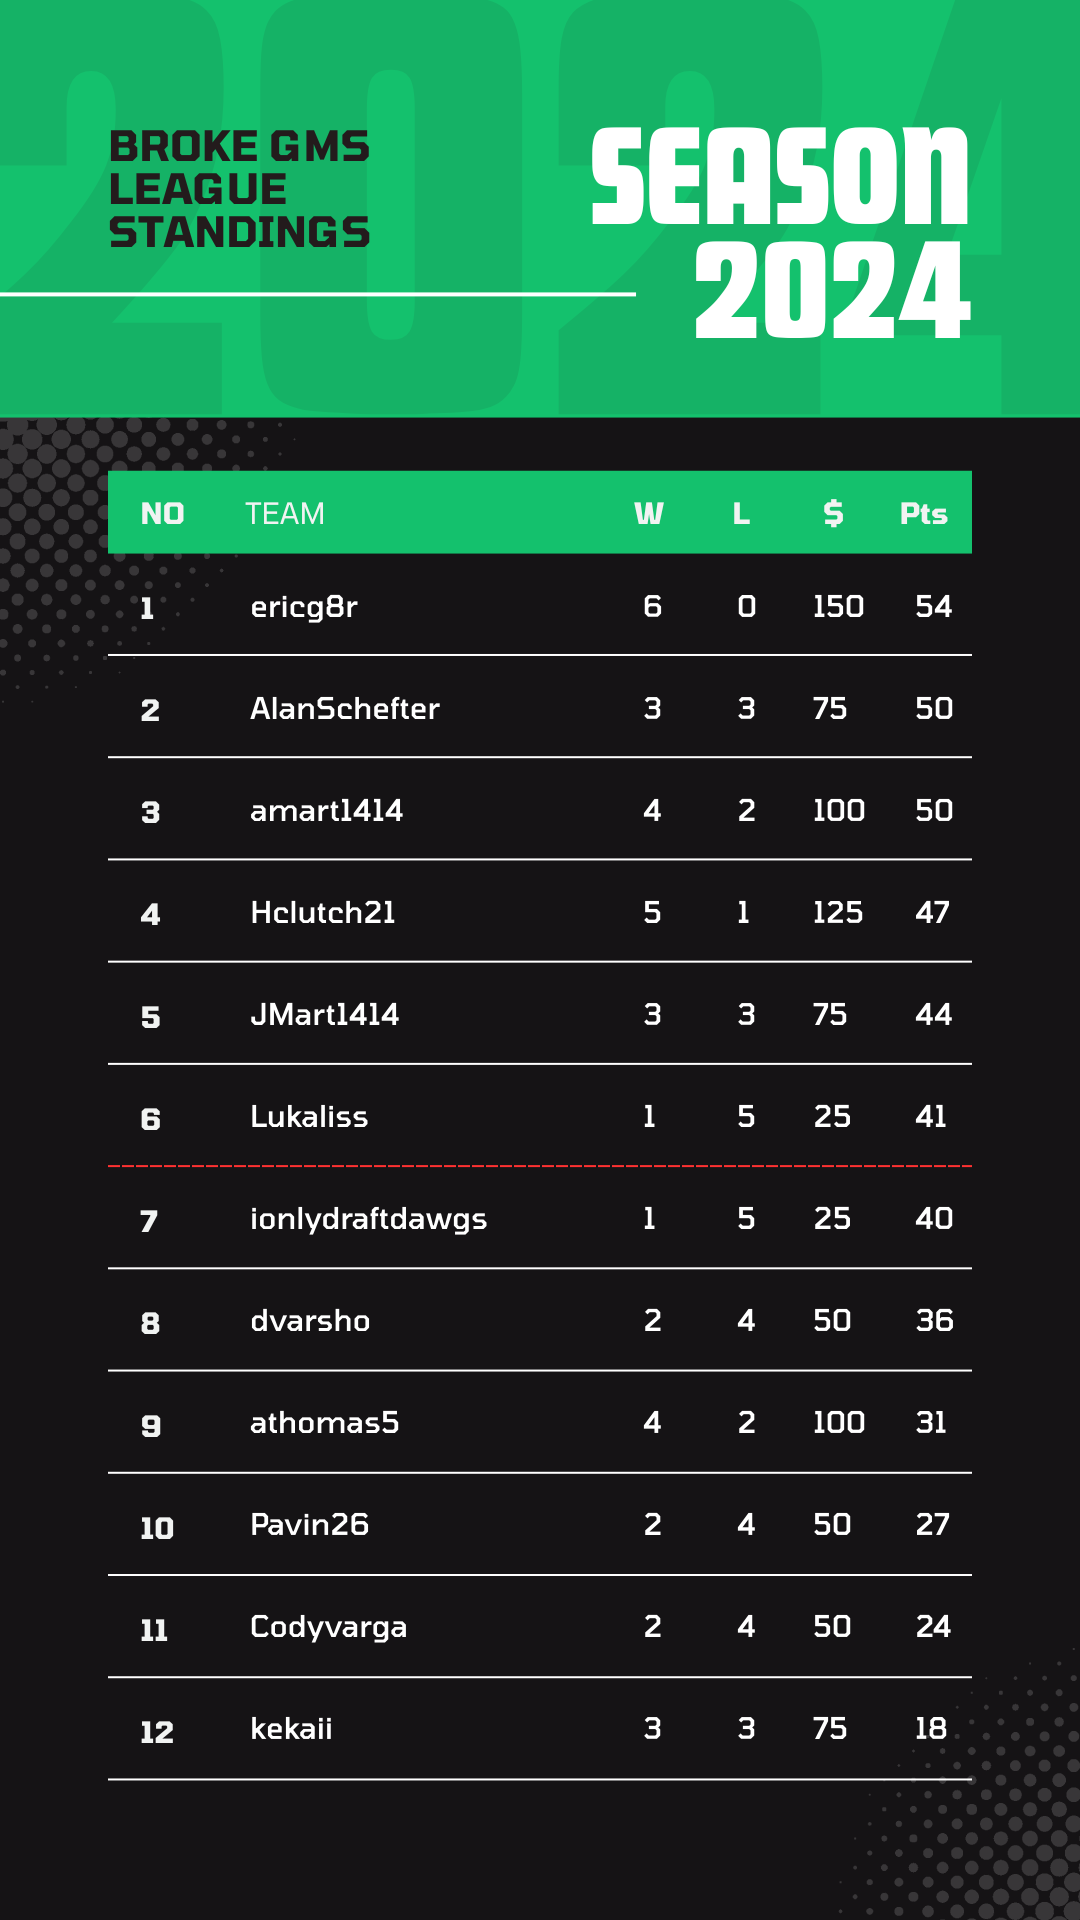 2024
BROKE GMS
LEAGUE
STANDINGS
SEASON
2024
NO TEAM W L $ Pts
1 ericg8r 6 0 150 54
2 AlanSchefter 3 3 75 50
3 amart1414 4 2 100 50
4 Hclutch21 5 1 125 47
5 JMart1414 3 3 75 44
6 Lukaliss 1 5 25 41
7 ionlydraftdawgs 1 5 25 40
8 dvarsho 2 4 50 36
9 athomas5 4 2 100 31
10 Pavin26 2 4 50 27
11 Codyvarga 2 4 50 24
12 kekaii 3 3 75 18